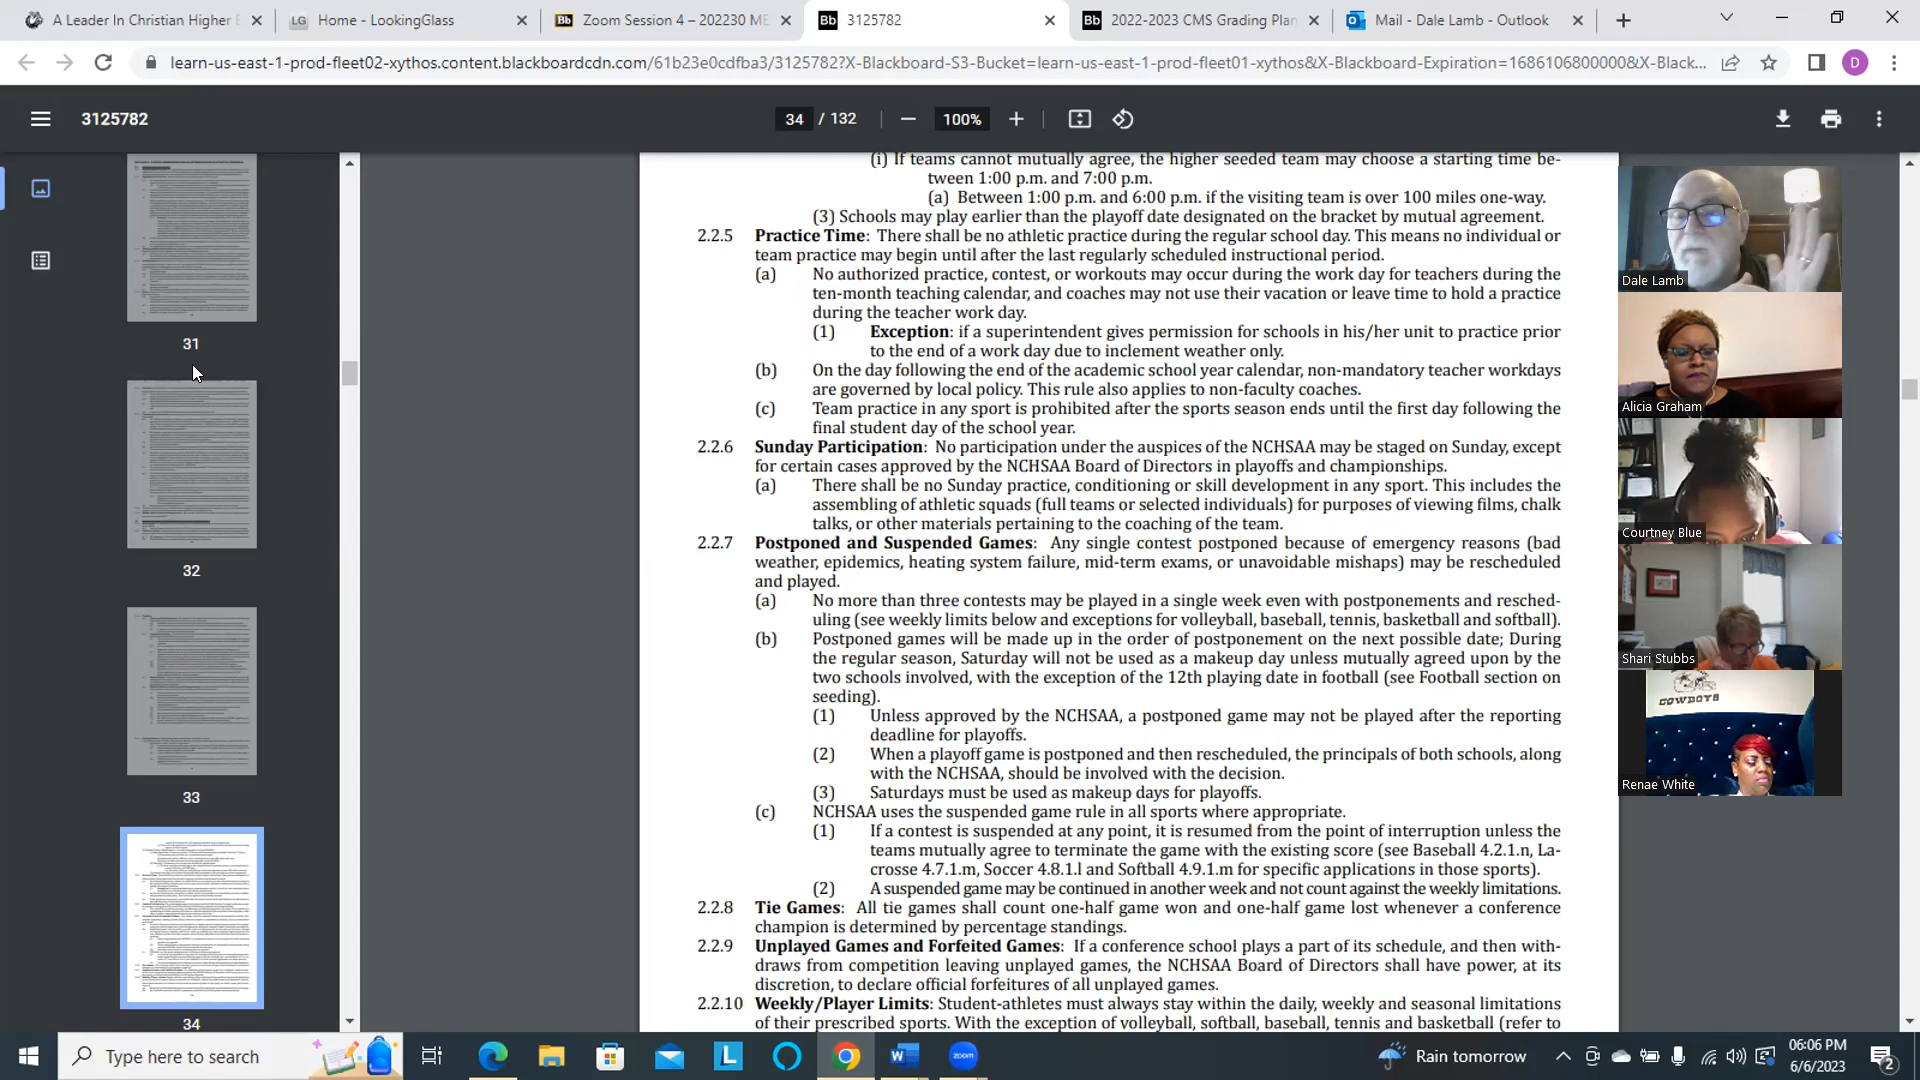 A Leader In Christian Higher E
LG Home - LookingGlass
Bb Zoom Session 4 – 202230 ME
Bb 3125782
Bb 2022-2023 CMS Grading Plan
Mail - Dale Lamb - Outlook
learn-us-east-1-prod-fleet02-xythos.content.blackboardcdn.com/61b23e0cdfba3/3125782?X-Blackboard-S3-Bucket=learn-us-east-1-prod-fleet01-xythos&X-Blackboard-Expiration=1686106800000&X-Black...
D
3125782
34 / 132
100%
31
32
33
34
(i) If teams cannot mutually agree, the higher seeded team may choose a starting time be-
tween 1:00 p.m. and 7:00 p.m.
(a) Between 1:00 p.m. and 6:00 p.m. if the visiting team is over 100 miles one-way.
(3) Schools may play earlier than the playoff date designated on the bracket by mutual agreement.
2.2.5 Practice Time: There shall be no athletic practice during the regular school day. This means no individual or
team practice may begin until after the last regularly scheduled instructional period.
(a) No authorized practice, contest, or workouts may occur during the work day for teachers during the
ten-month teaching calendar, and coaches may not use their vacation or leave time to hold a practice
during the teacher work day.
(1) Exception: if a superintendent gives permission for schools in his/her unit to practice prior
to the end of a work day due to inclement weather only.
(b) On the day following the end of the academic school year calendar, non-mandatory teacher workdays
are governed by local policy. This rule also applies to non-faculty coaches.
(c) Team practice in any sport is prohibited after the sports season ends until the first day following the
final student day of the school year.
2.2.6 Sunday Participation: No participation under the auspices of the NCHSAA may be staged on Sunday, except
for certain cases approved by the NCHSAA Board of Directors in playoffs and championships.
(a) There shall be no Sunday practice, conditioning or skill development in any sport. This includes the
assembling of athletic squads (full teams or selected individuals) for purposes of viewing films, chalk
talks, or other materials pertaining to the coaching of the team.
2.2.7 Postponed and Suspended Games: Any single contest postponed because of emergency reasons (bad
weather, epidemics, heating system failure, mid-term exams, or unavoidable mishaps) may be rescheduled
and played.
(a) No more than three contests may be played in a single week even with postponements and resched-
uling (see weekly limits below and exceptions for volleyball, baseball, tennis, basketball and softball).
(b) Postponed games will be made up in the order of postponement on the next possible date; During
the regular season, Saturday will not be used as a makeup day unless mutually agreed upon by the
two schools involved, with the exception of the 12th playing date in football (see Football section on
seeding).
(1) Unless approved by the NCHSAA, a postponed game may not be played after the reporting
deadline for playoffs.
(2) When a playoff game is postponed and then rescheduled, the principals of both schools, along
with the NCHSAA, should be involved with the decision.
(3) Saturdays must be used as makeup days for playoffs.
(c) NCHSAA uses the suspended game rule in all sports where appropriate.
(1) If a contest is suspended at any point, it is resumed from the point of interruption unless the
teams mutually agree to terminate the game with the existing score (see Baseball 4.2.1.n, La-
crosse 4.7.1.m, Soccer 4.8.1.l and Softball 4.9.1.m for specific applications in those sports).
(2) A suspended game may be continued in another week and not count against the weekly limitations.
2.2.8 Tie Games: All tie games shall count one-half game won and one-half game lost whenever a conference
champion is determined by percentage standings.
2.2.9 Unplayed Games and Forfeited Games: If a conference school plays a part of its schedule, and then with-
draws from competition leaving unplayed games, the NCHSAA Board of Directors shall have power, at its
discretion, to declare official forfeitures of all unplayed games.
2.2.10 Weekly/Player Limits: Student-athletes must always stay within the daily, weekly and seasonal limitations
of their prescribed sports. With the exception of volleyball, softball, baseball, tennis and basketball (refer to
Dale Lamb
Alicia Graham
Courtney Blue
Shari Stubbs
COWBOYS
Renae White
Type here to search
L
W
zoom
Rain tomorrow
06:06 PM
6/6/2023
2